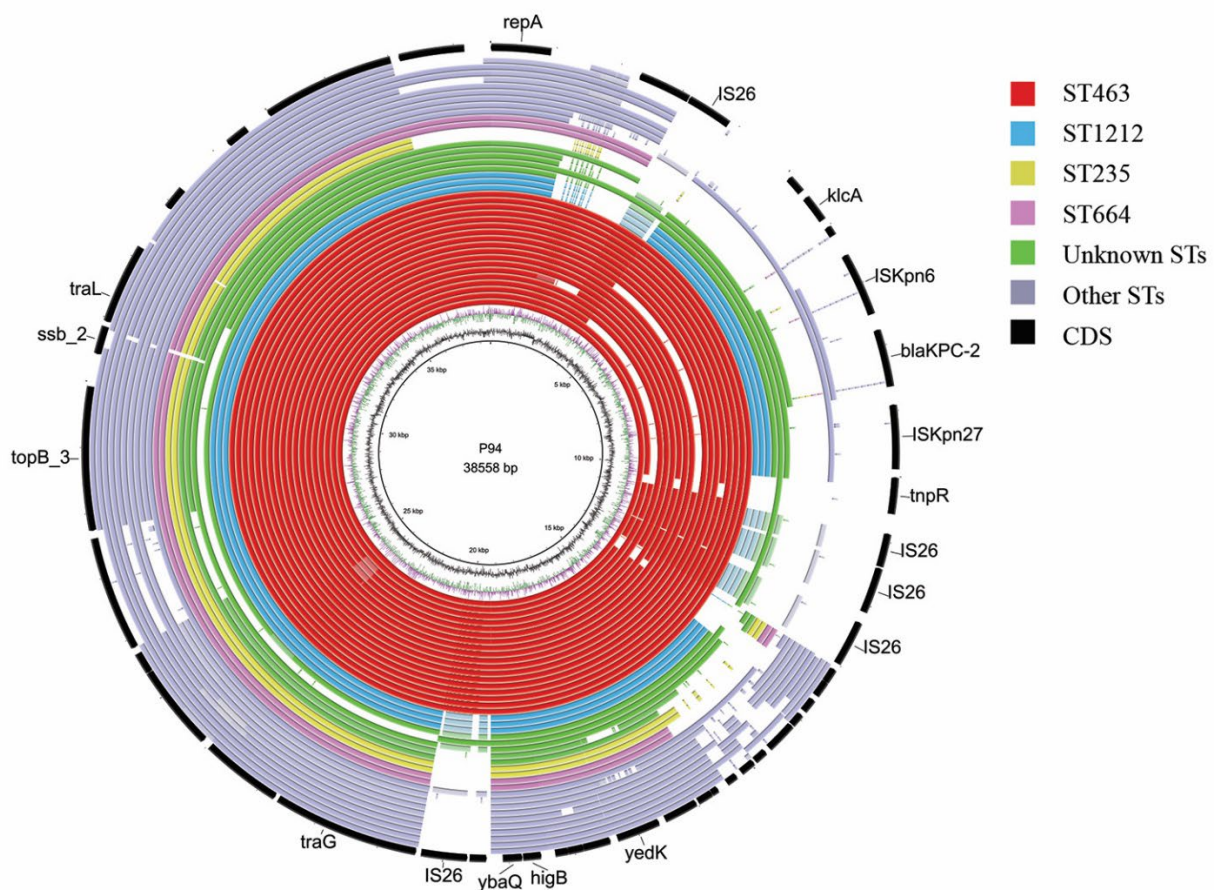 repA
IS26
klcA
ISKpn6
blaKPC-2
ISKpn27
tnpR
IS26
IS26
IS26
yedK
higB
ybaQ
IS26
traG
topB_3
ssb_2
traL
5 kbp
10 kbp
15 kbp
20 kbp
25 kbp
30 kbp
35 kbp
P94
38558 bp
ST463
ST1212
ST235
ST664
Unknown STs
Other STs
CDS